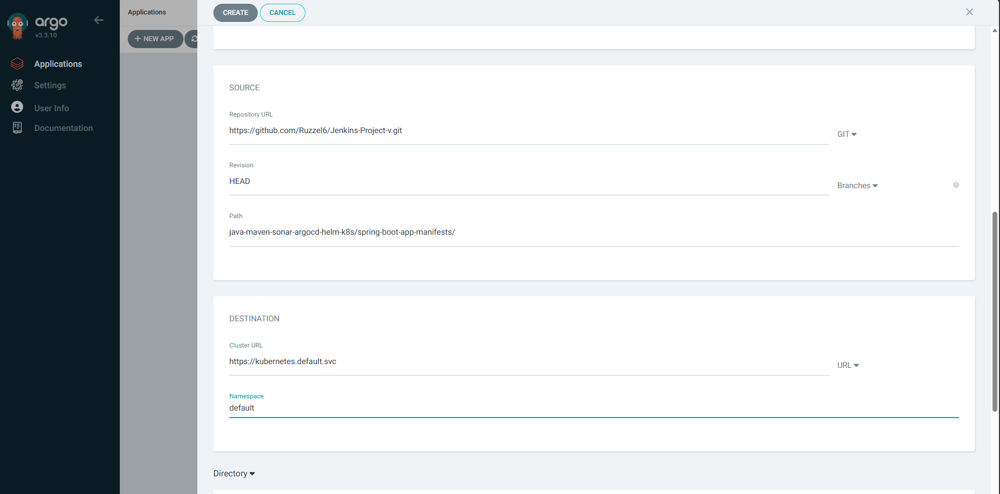 argo
v3.3.10
Applications
Settings
User Info
Documentation
Applications
NEW APP
CREATE
CANCEL
SOURCE
Repository URL
https://github.com/Ruzzel6/Jenkins-Project-v.git
GIT
Revision
HEAD
Branches
?
Path
java-maven-sonar-argocd-helm-k8s/spring-boot-app-manifests/
DESTINATION
Cluster URL
https://kubernetes.default.svc
URL
Namespace
default
Directory